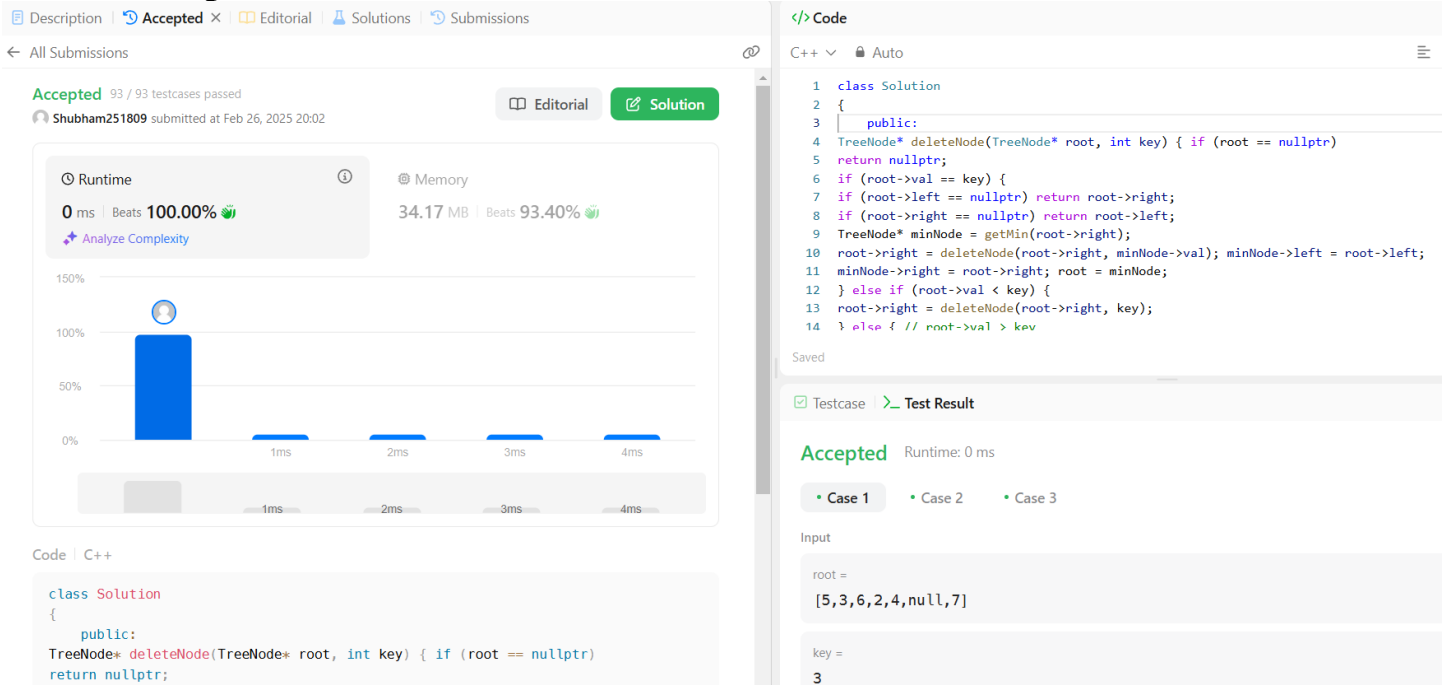 Description
Accepted
Editorial
Solutions
Submissions
All Submissions
Accepted 93 / 93 testcases passed
Shubham251809 submitted at Feb 26, 2025 20:02
Editorial
Solution
Runtime
0 ms Beats 100.00%
Analyze Complexity
Memory
34.17 MB Beats 93.40%
150%
100%
50%
0%
1ms 2ms 3ms 4ms
1ms 2ms 3ms 4ms
Code C++
class Solution
{
public:
TreeNode* deleteNode(TreeNode* root, int key) { if (root == nullptr)
return nullptr;
</> Code
C++ Auto
1 class Solution
2 {
3 public:
4 TreeNode* deleteNode(TreeNode* root, int key) { if (root == nullptr)
5 return nullptr;
6 if (root->val == key) {
7 if (root->left == nullptr) return root->right;
8 if (root->right == nullptr) return root->left;
9 TreeNode* minNode = getMin(root->right);
10 root->right = deleteNode(root->right, minNode->val); minNode->left = root->left;
11 minNode->right = root->right; root = minNode;
12 } else if (root->val < key) {
13 root->right = deleteNode(root->right, key);
14 } else { // root->val > key
Saved
Testcase
Test Result
Accepted Runtime: 0 ms
Case 1
Case 2
Case 3
Input
root =
[5,3,6,2,4,null,7]
key =
3